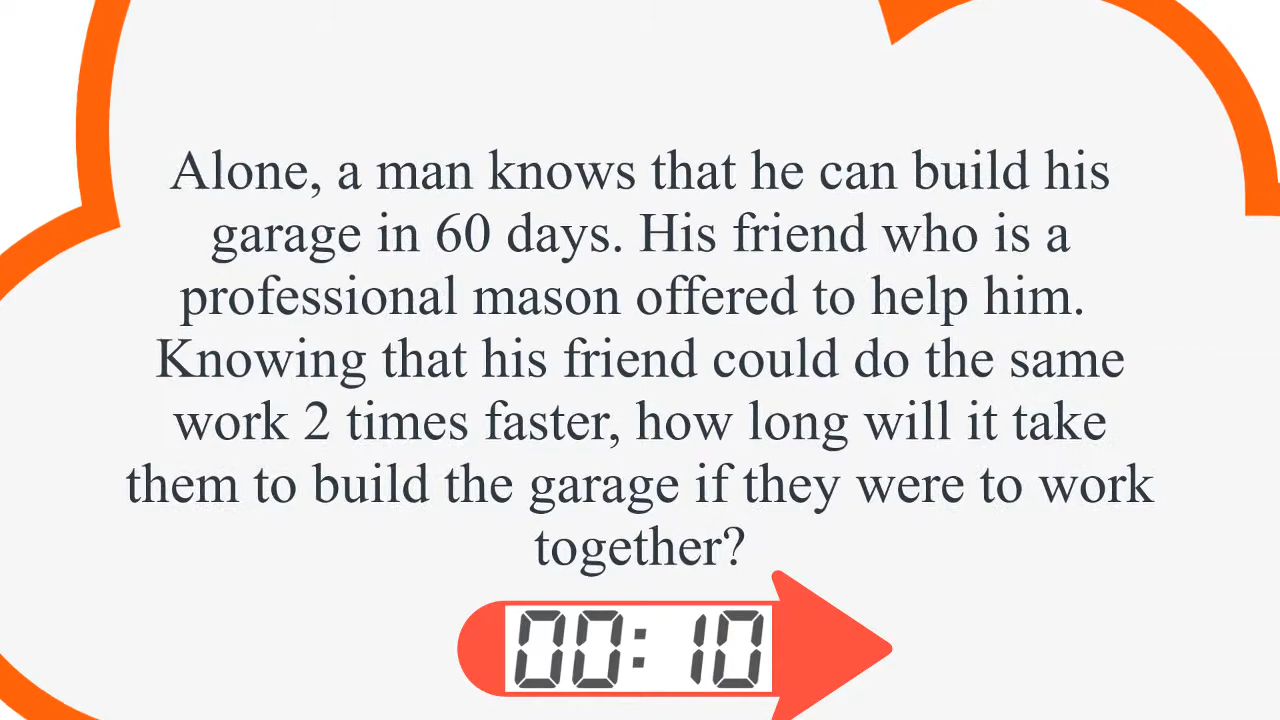 Alone, a man knows that he can build his
garage in 60 days. His friend who is a
professional mason offered to help him.
Knowing that his friend could do the same
work 2 times faster, how long will it take
them to build the garage if they were to work
together?
00:10